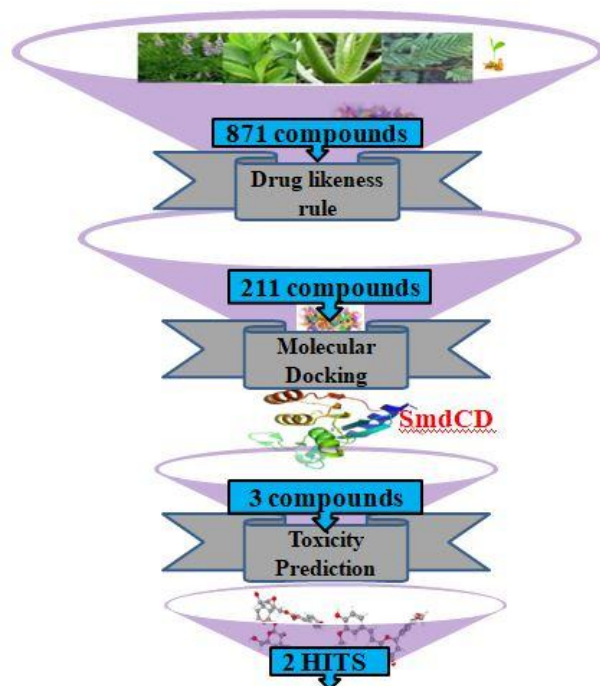 871 compounds
Drug likeness
rule
211 compounds
Molecular
Docking
SmdCD
3 compounds
Toxicity
Prediction
2 HITS